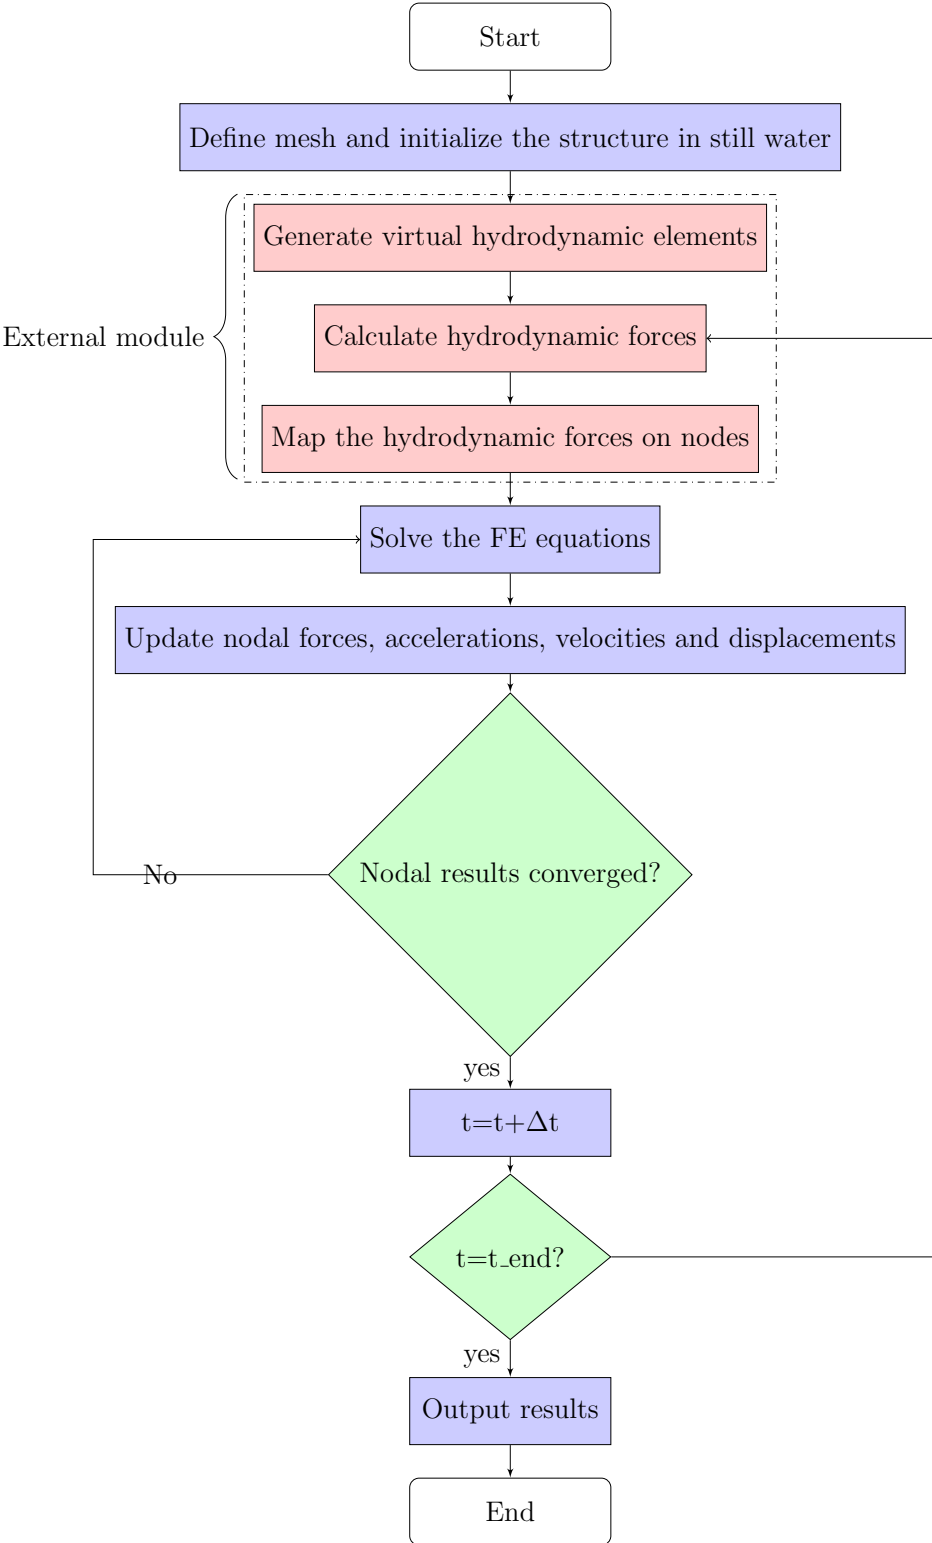 Start
Define mesh and initialize the structure in still water
Generate virtual hydrodynamic elements
External module
Calculate hydrodynamic forces
Map the hydrodynamic forces on nodes
Solve the FE equations
Update nodal forces, accelerations, velocities and displacements
No
Nodal results converged?
yes
t=t+Δt
t=t_end?
yes
Output results
End